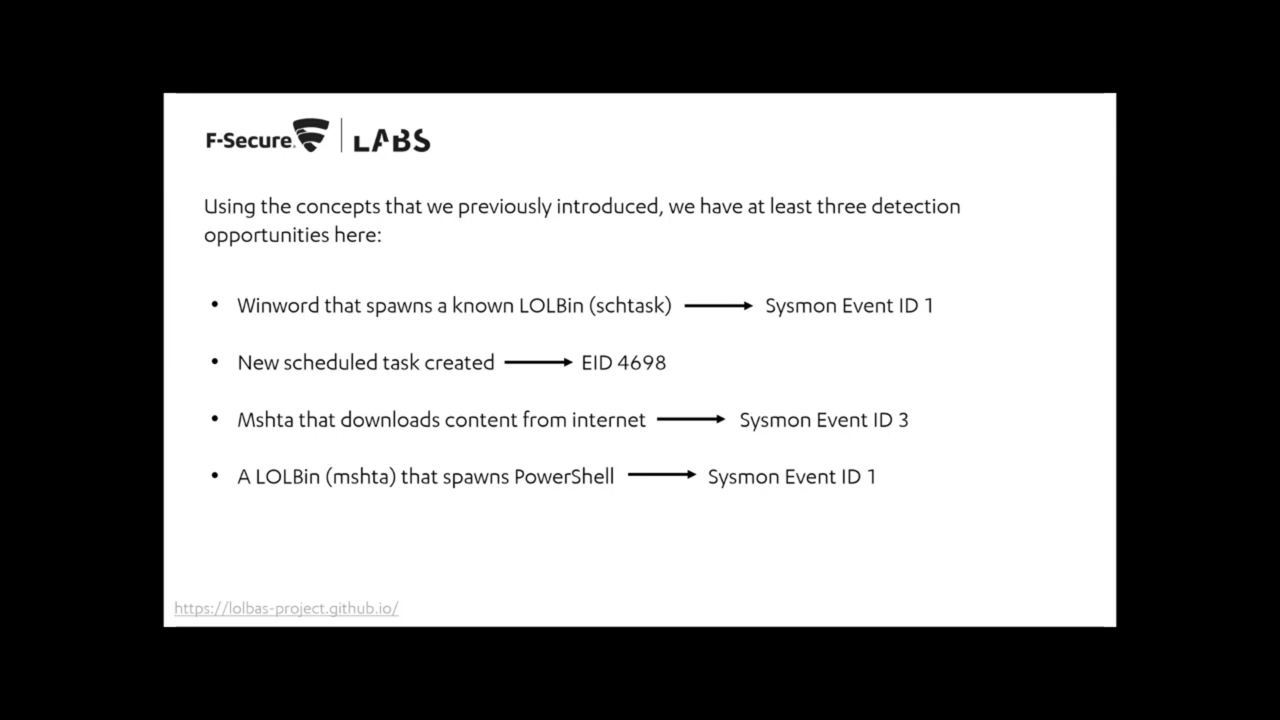 F-Secure. LABS
Using the concepts that we previously introduced, we have at least three detection
opportunities here:
• Winword that spawns a known LOLBin (schtask) → Sysmon Event ID 1
• New scheduled task created → EID 4698
• Mshta that downloads content from internet → Sysmon Event ID 3
• A LOLBin (mshta) that spawns PowerShell → Sysmon Event ID 1
https://lolbas-project.github.io/